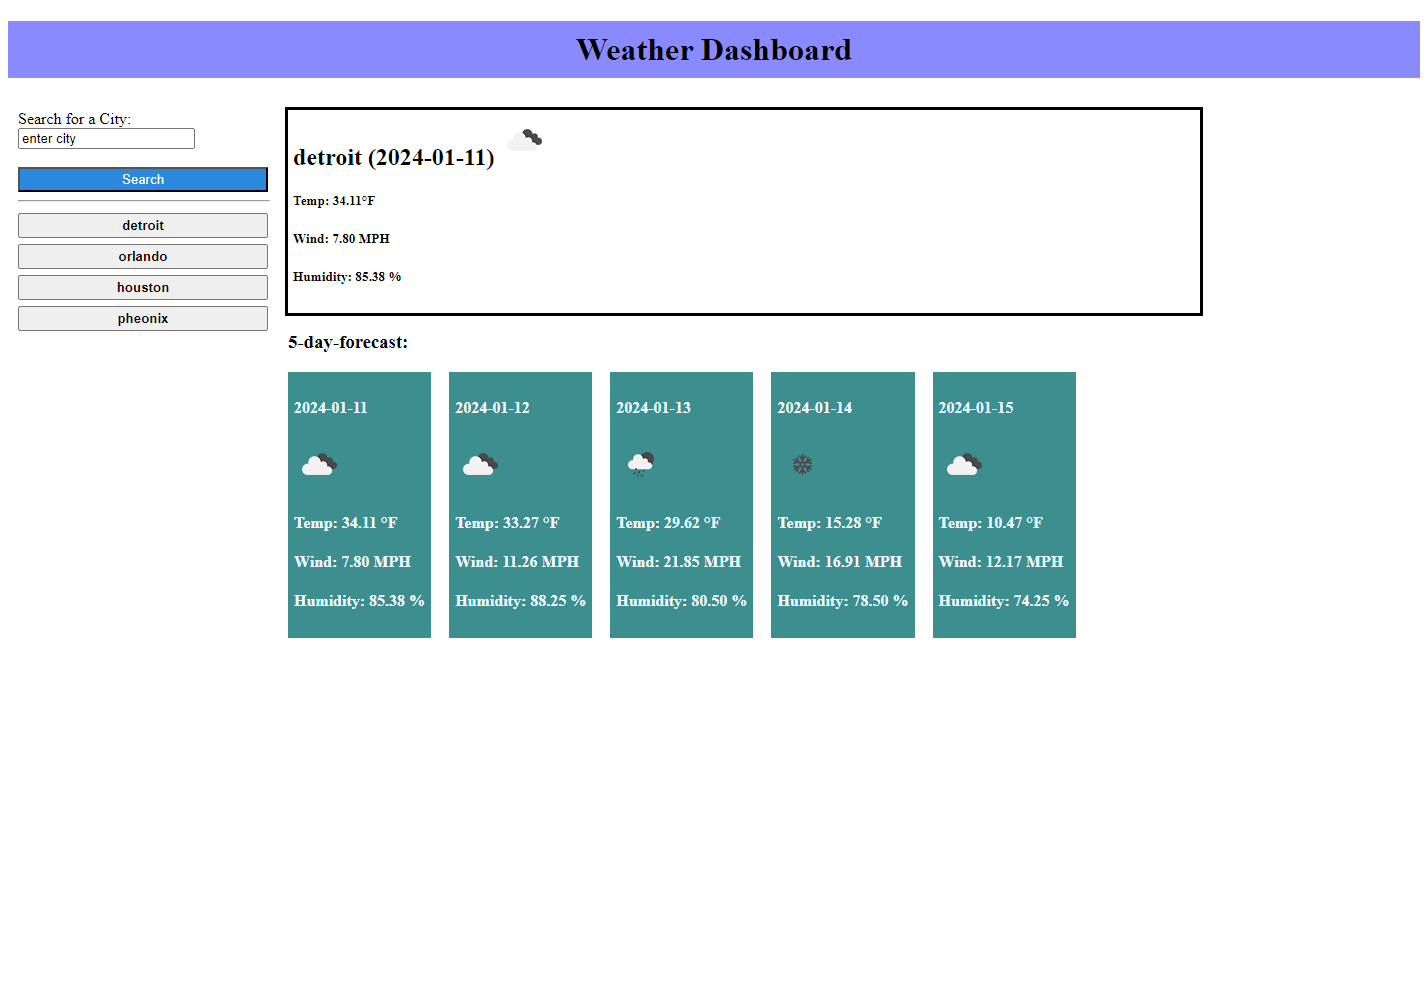 Weather Dashboard
Search for a City:
enter city
Search
detroit
orlando
houston
pheonix
detroit (2024-01-11)
Temp: 34.11°F
Wind: 7.80 MPH
Humidity: 85.38 %
5-day-forecast:
2024-01-11
Temp: 34.11 °F
Wind: 7.80 MPH
Humidity: 85.38 %
2024-01-12
Temp: 33.27 °F
Wind: 11.26 MPH
Humidity: 88.25 %
2024-01-13
Temp: 29.62 °F
Wind: 21.85 MPH
Humidity: 80.50 %
2024-01-14
Temp: 15.28 °F
Wind: 16.91 MPH
Humidity: 78.50 %
2024-01-15
Temp: 10.47 °F
Wind: 12.17 MPH
Humidity: 74.25 %